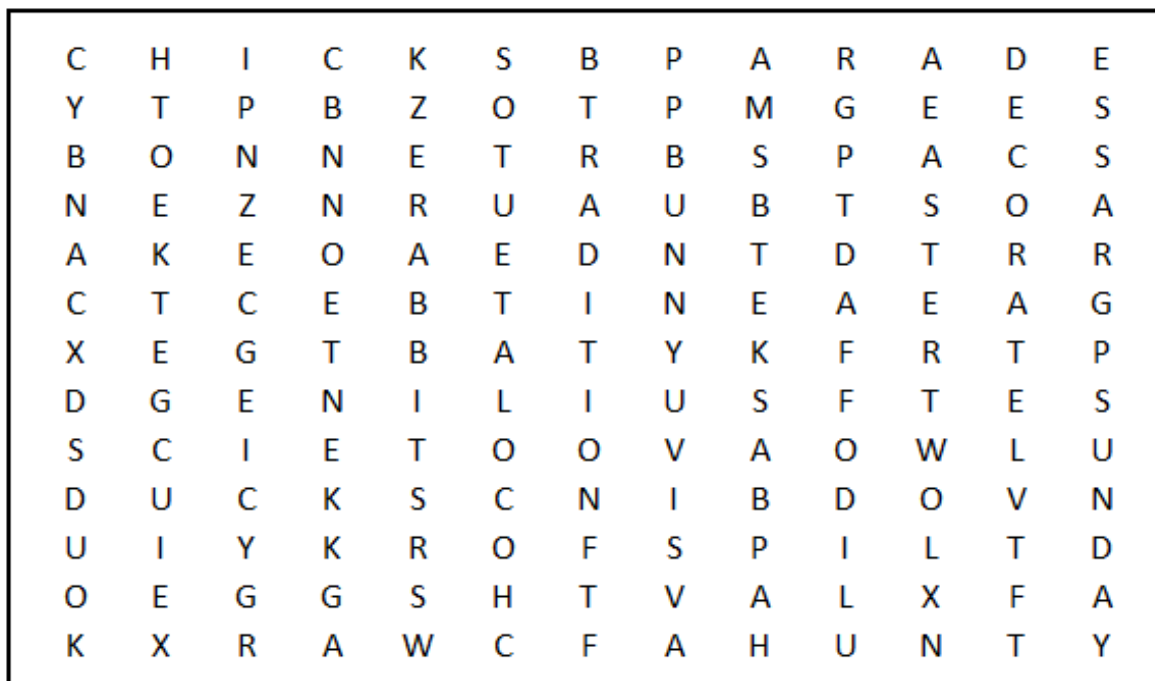 C H I C K S B P A R A D E
Y T P B Z O T P M G E E S
B O N N E T R B S P A C S
N E Z N R U A U B T S O A
A K E O A E D N T D T R R
C T C E B T I N E A E A G
X E G T B A T Y K F R T P
D G E N I L I U S F T E S
S C I E T O O V A O W L U
D U C K S C N I B D O V N
U I Y K R O F S P I L T D
O E G G S H T V A L X F A
K X R A W C F A H U N T Y